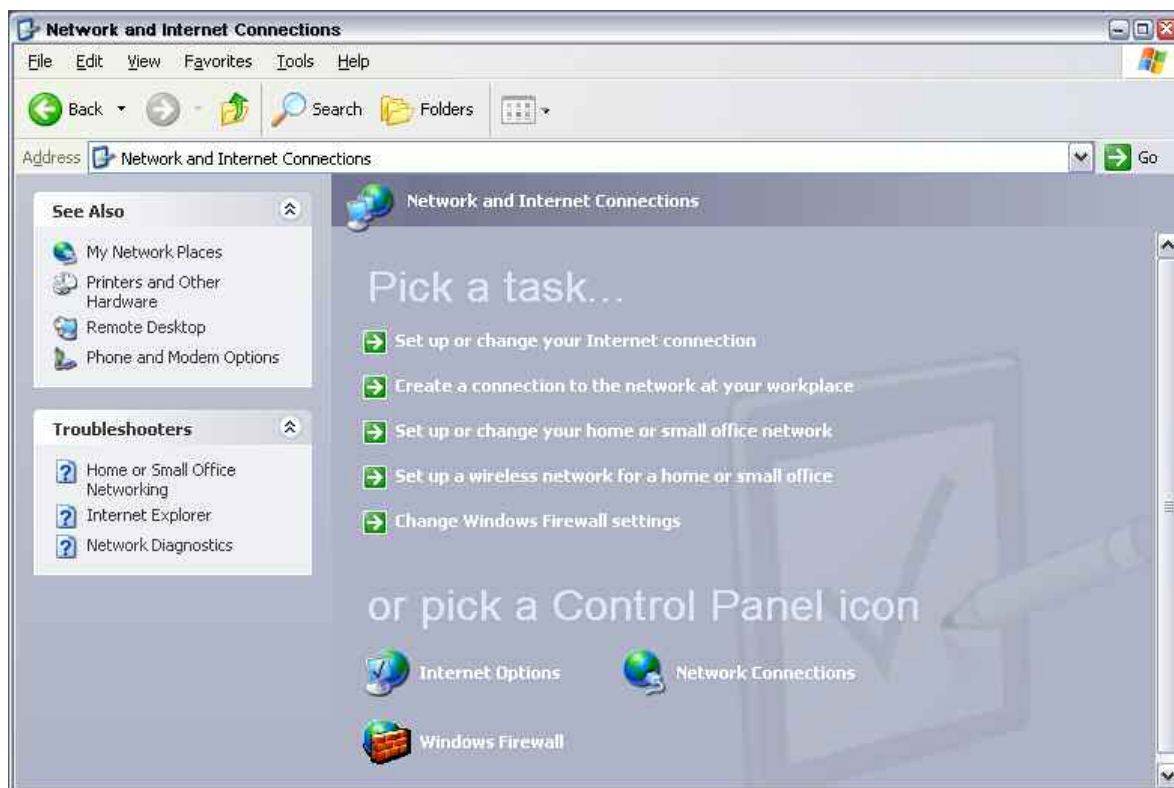 Network and Internet Connections
File Edit View Favorites Tools Help
Back Search Folders
Address Network and Internet Connections Go
See Also
My Network Places
Printers and Other
Hardware
Remote Desktop
Phone and Modem Options
Troubleshooters
Home or Small Office
Networking
Internet Explorer
Network Diagnostics
Network and Internet Connections
Pick a task...
Set up or change your Internet connection
Create a connection to the network at your workplace
Set up or change your home or small office network
Set up a wireless network for a home or small office
Change Windows Firewall settings
or pick a Control Panel icon
Internet Options Network Connections
Windows Firewall